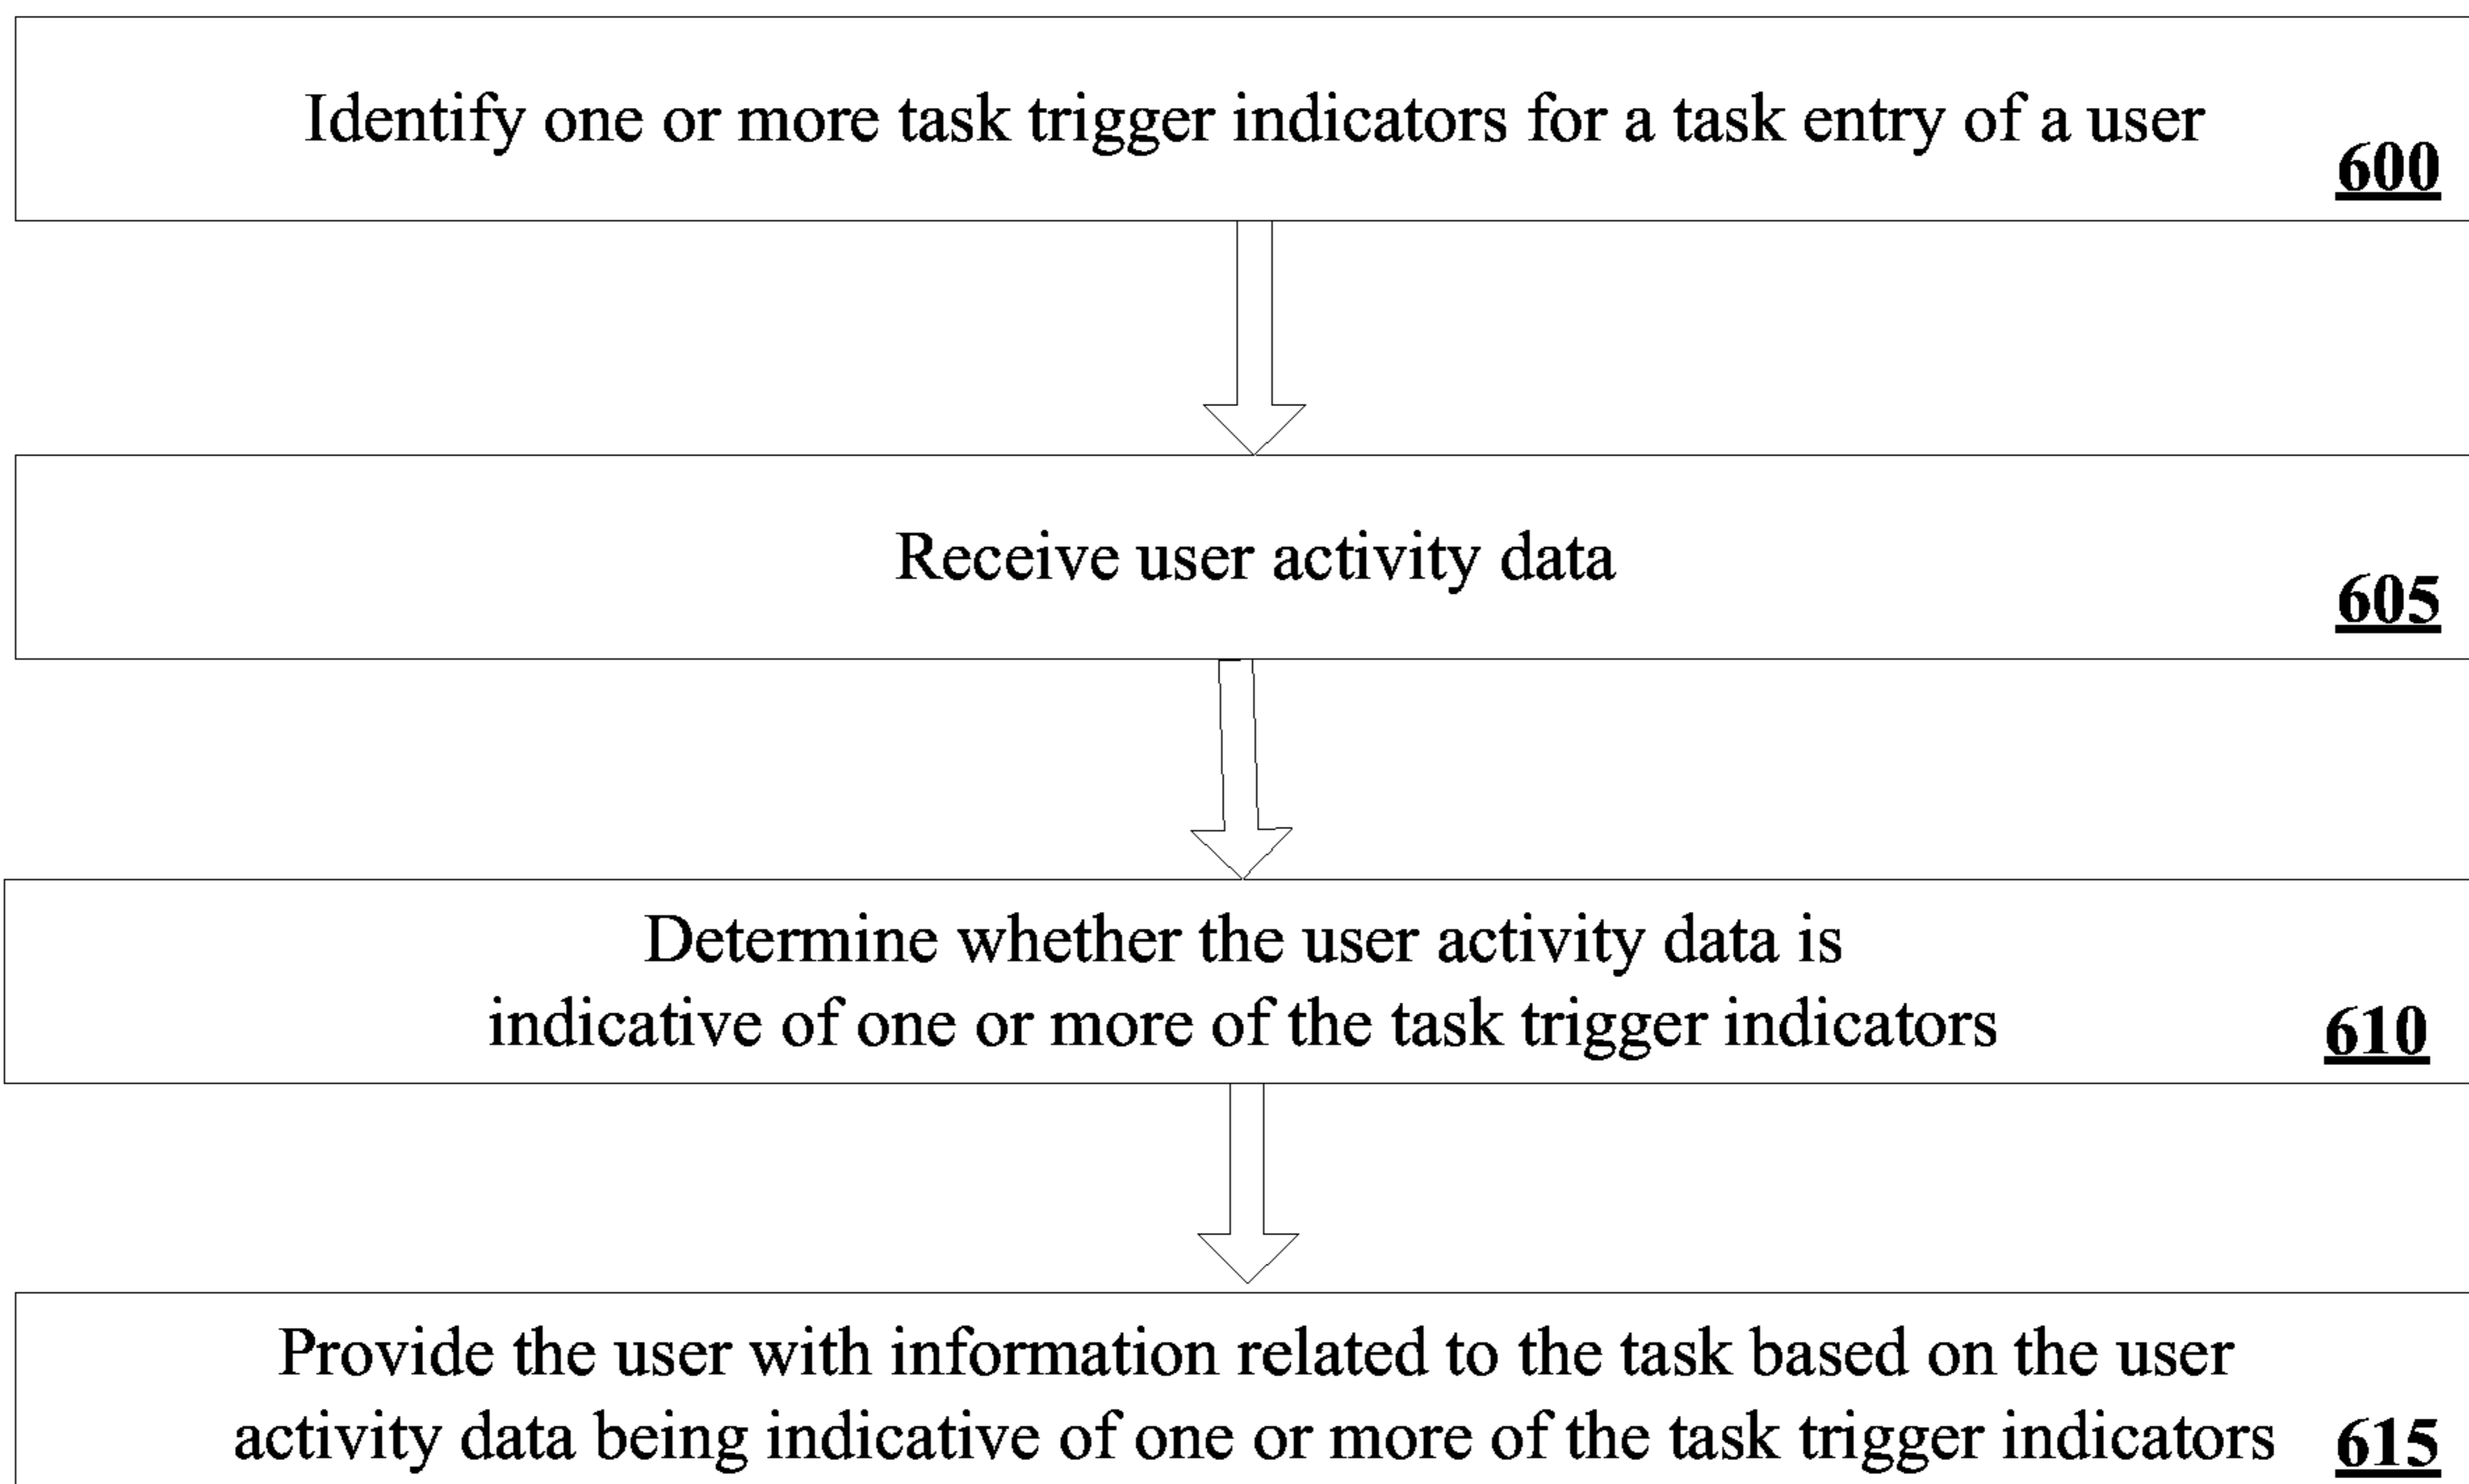 Identify one or more task trigger indicators for a task entry of a user
600
Receive user activity data
605
Determine whether the user activity data is
indicative of one or more of the task trigger indicators
610
Provide the user with information related to the task based on the user
activity data being indicative of one or more of the task trigger indicators
615